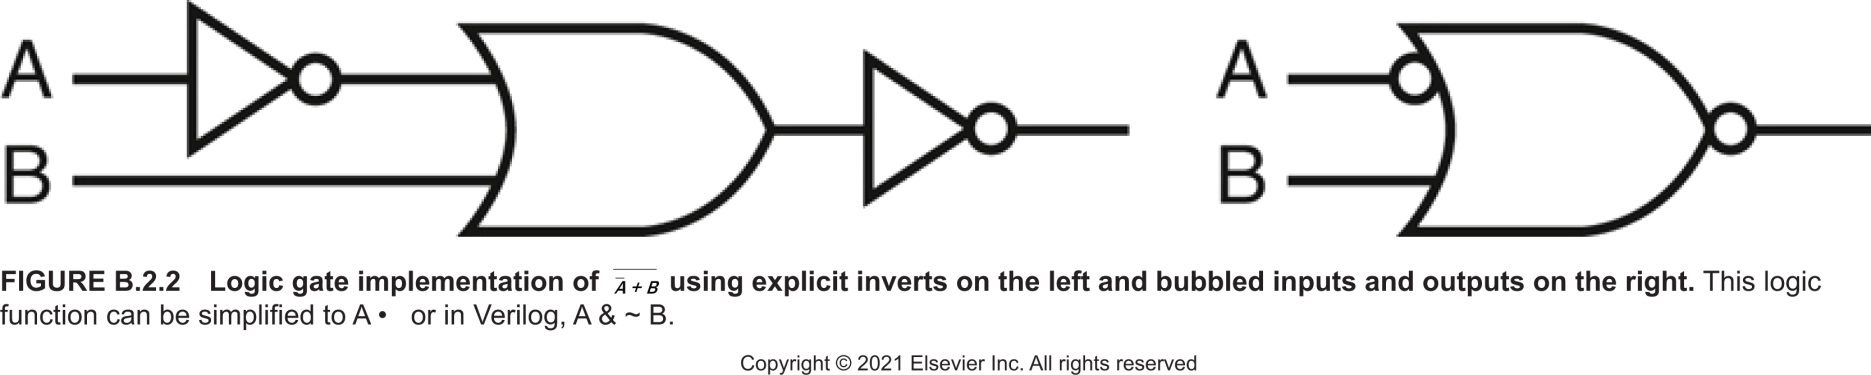 A
B
A
B
FIGURE B.2.2 Logic gate implementation of $\overline{\bar{A} + B}$ using explicit inverts on the left and bubbled inputs and outputs on the right. This logic
function can be simplified to A • or in Verilog, A & ~ B.
Copyright © 2021 Elsevier Inc. All rights reserved